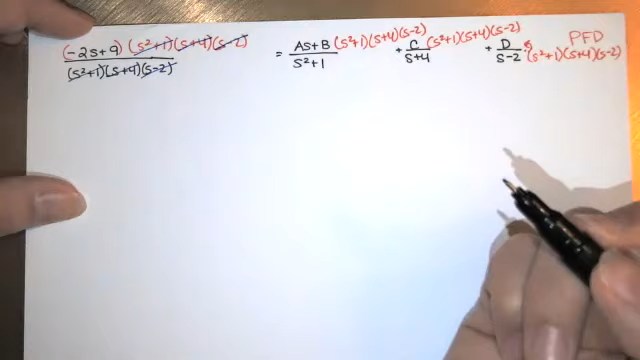 PFD
(-2s+9)(s²+1)(s+4)(s-2) / (s²+1)(s+4)(s-2) = As+B / s²+1 (s²+1)(s+4)(s-2) + C / s+4 (s²+1)(s+4)(s-2) + D / s-2 (s²+1)(s+4)(s-2)